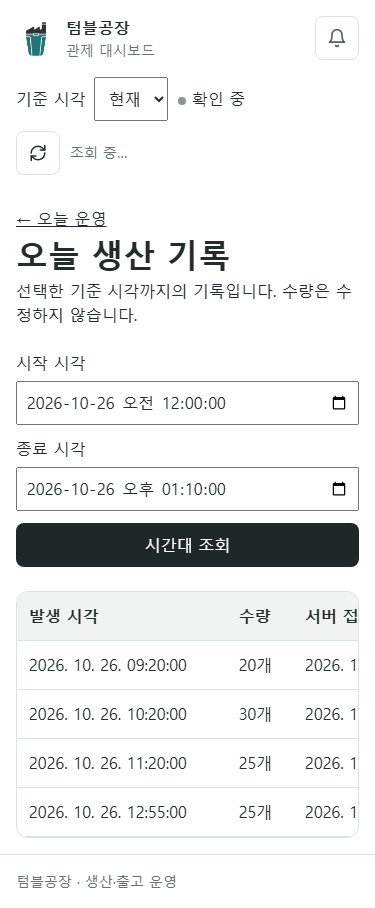 텀블공장
관제 대시보드
기준 시각 현재 확인 중
조회 중...
← 오늘 운영
오늘 생산 기록
선택한 기준 시각까지의 기록입니다. 수량은 수
정하지 않습니다.
시작 시각
2026-10-26 오전 12:00:00
종료 시각
2026-10-26 오후 01:10:00
시간대 조회
발생 시각 수량 서버 접
2026. 10. 26. 09:20:00 20개 2026. 1
2026. 10. 26. 10:20:00 30개 2026. 1
2026. 10. 26. 11:20:00 25개 2026. 1
2026. 10. 26. 12:55:00 25개 2026. 1
텀블공장 · 생산·출고 운영